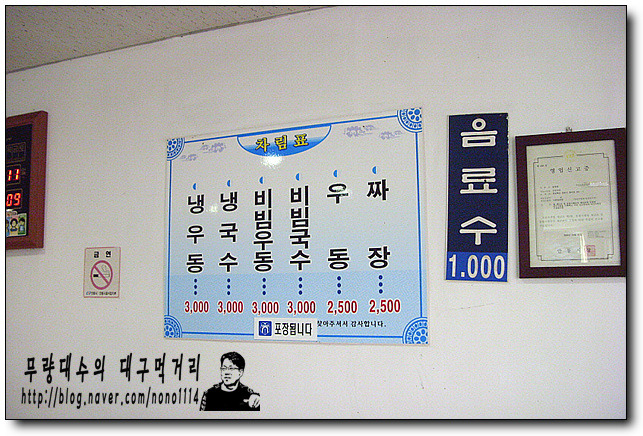 차림표
냉우동 3,000
냉국수 3,000
비빔우동 3,000
비빔국수 3,000
우동 2,500
짜장 2,500
포장됩니다
찾아주셔서 감사합니다.
음료수
1.000
영업신고증
금연
11
09
무량대수의 대구먹거리
http://blog.naver.com/nono1114